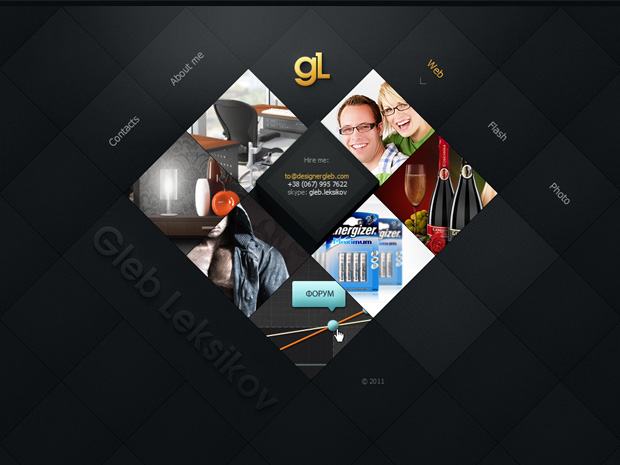 gL
About me
Web
Contacts
Flash
Photo
Hire me:
to@designergleb.com
+38 (067) 995 7622
skype: gleb.leksikov
Energizer
Maximum
ФОРУМ
Gleb Leksikov
© 2011